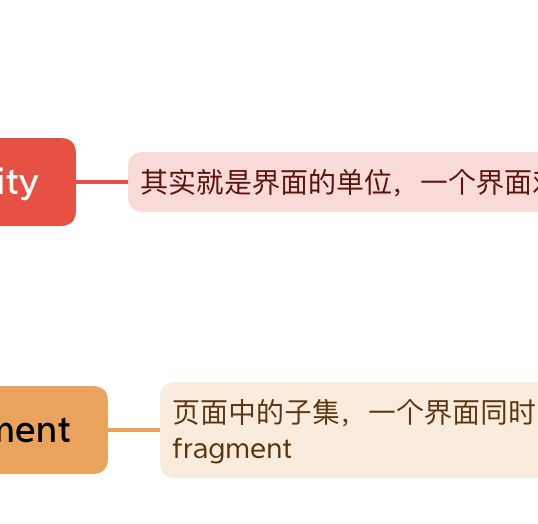 ity
其实就是界面的单位，一个界面
ment
页面中的子集，一个界面同时
fragment